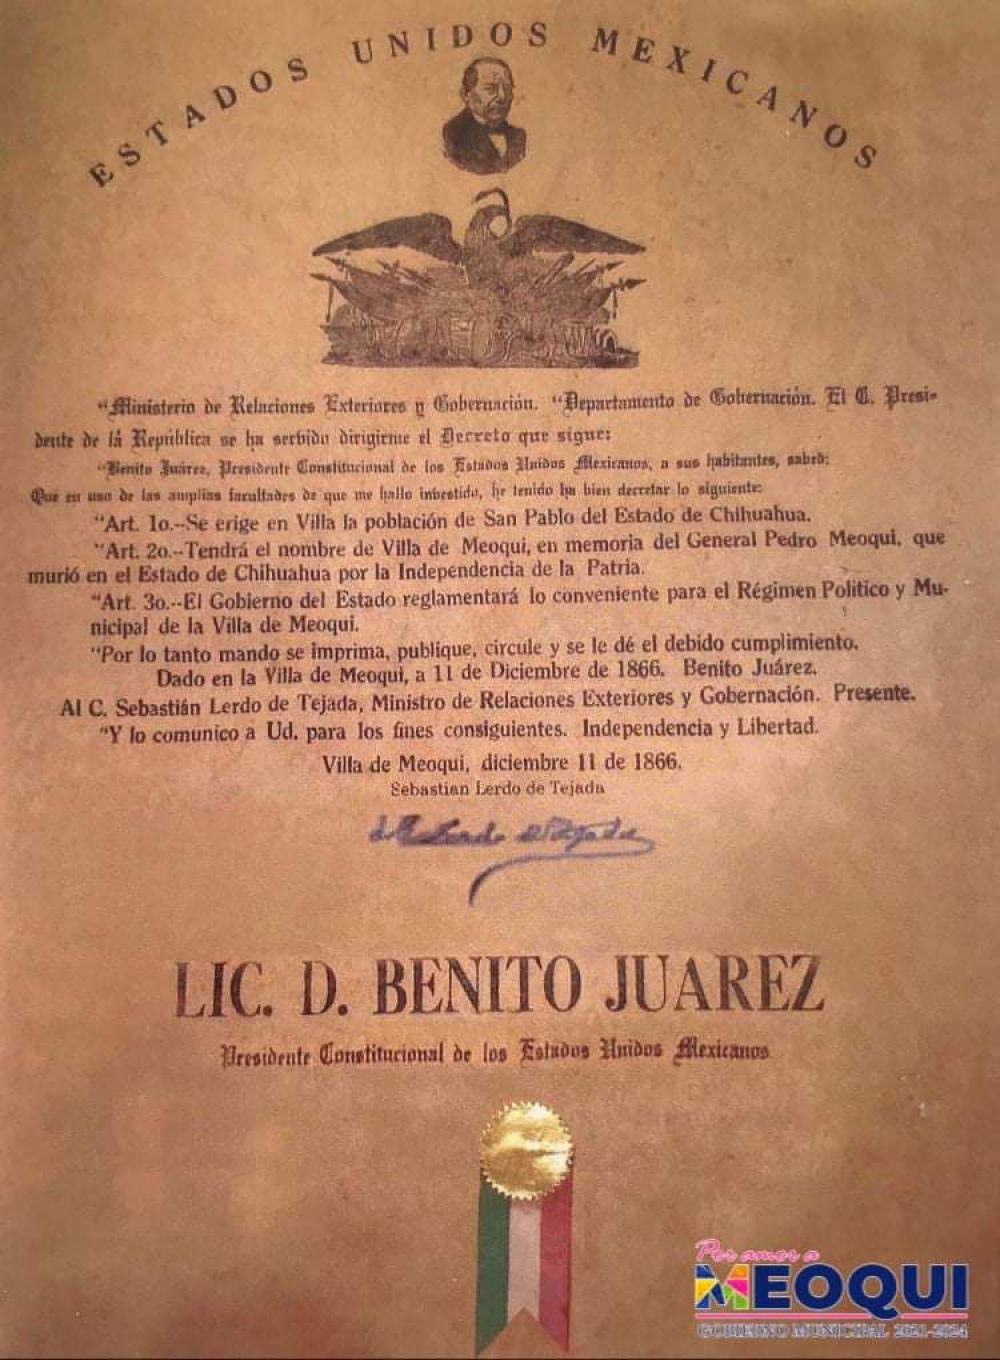 ESTADOS UNIDOS MEXICANOS
"Ministerio de Relaciones Exteriores y Gobernación. "Departamento de Gobernación. El C. Presi-
dente de lá República se ha serbido dirigirme el Decreto que sigue:
"Benito Juárez, Presidente Constitucional de los Estados Unidos Mexicanos, a sus habitantes, sabed:
Que en uso de las amplias facultades de que me hallo investido, he tenido ha bien decretar lo siguiente:
"Art. 1o.--Se erige en Villa la población de San Pablo del Estado de Chihuahua.
"Art. 2o.--Tendrá el nombre de Villa de Meoqui, en memoria del General Pedro Meoqui, que
murió en el Estado de Chihuahua por la Independencia de la Patria.
"Art. 3o.--El Gobierno del Estado reglamentará lo conveniente para el Régimen Politico y Mu-
nicipal de la Villa de Meoqui.
"Por lo tanto mando se imprima, publique, circule y se le dé el debido cumplimiento.
Dado en la Villa de Meoqui, a 11 de Diciembre de 1866. Benito Juárez.
Al C. Sebastián Lerdo de Tejada, Ministro de Relaciones Exteriores y Gobernación. Presente.
"Y lo comunico a Ud. para los fines consiguientes. Independencia y Libertad.
Villa de Meoqui, diciembre 11 de 1866.
Sebastian Lerdo de Tejada
Lerdo de Tejada
LIC. D. BENITO JUAREZ
Presidente Constitucional de los Estados Unidos Mexicanos
Por amor a
MEOQUI
GOBIERNO MUNICIPAL 2021-2024